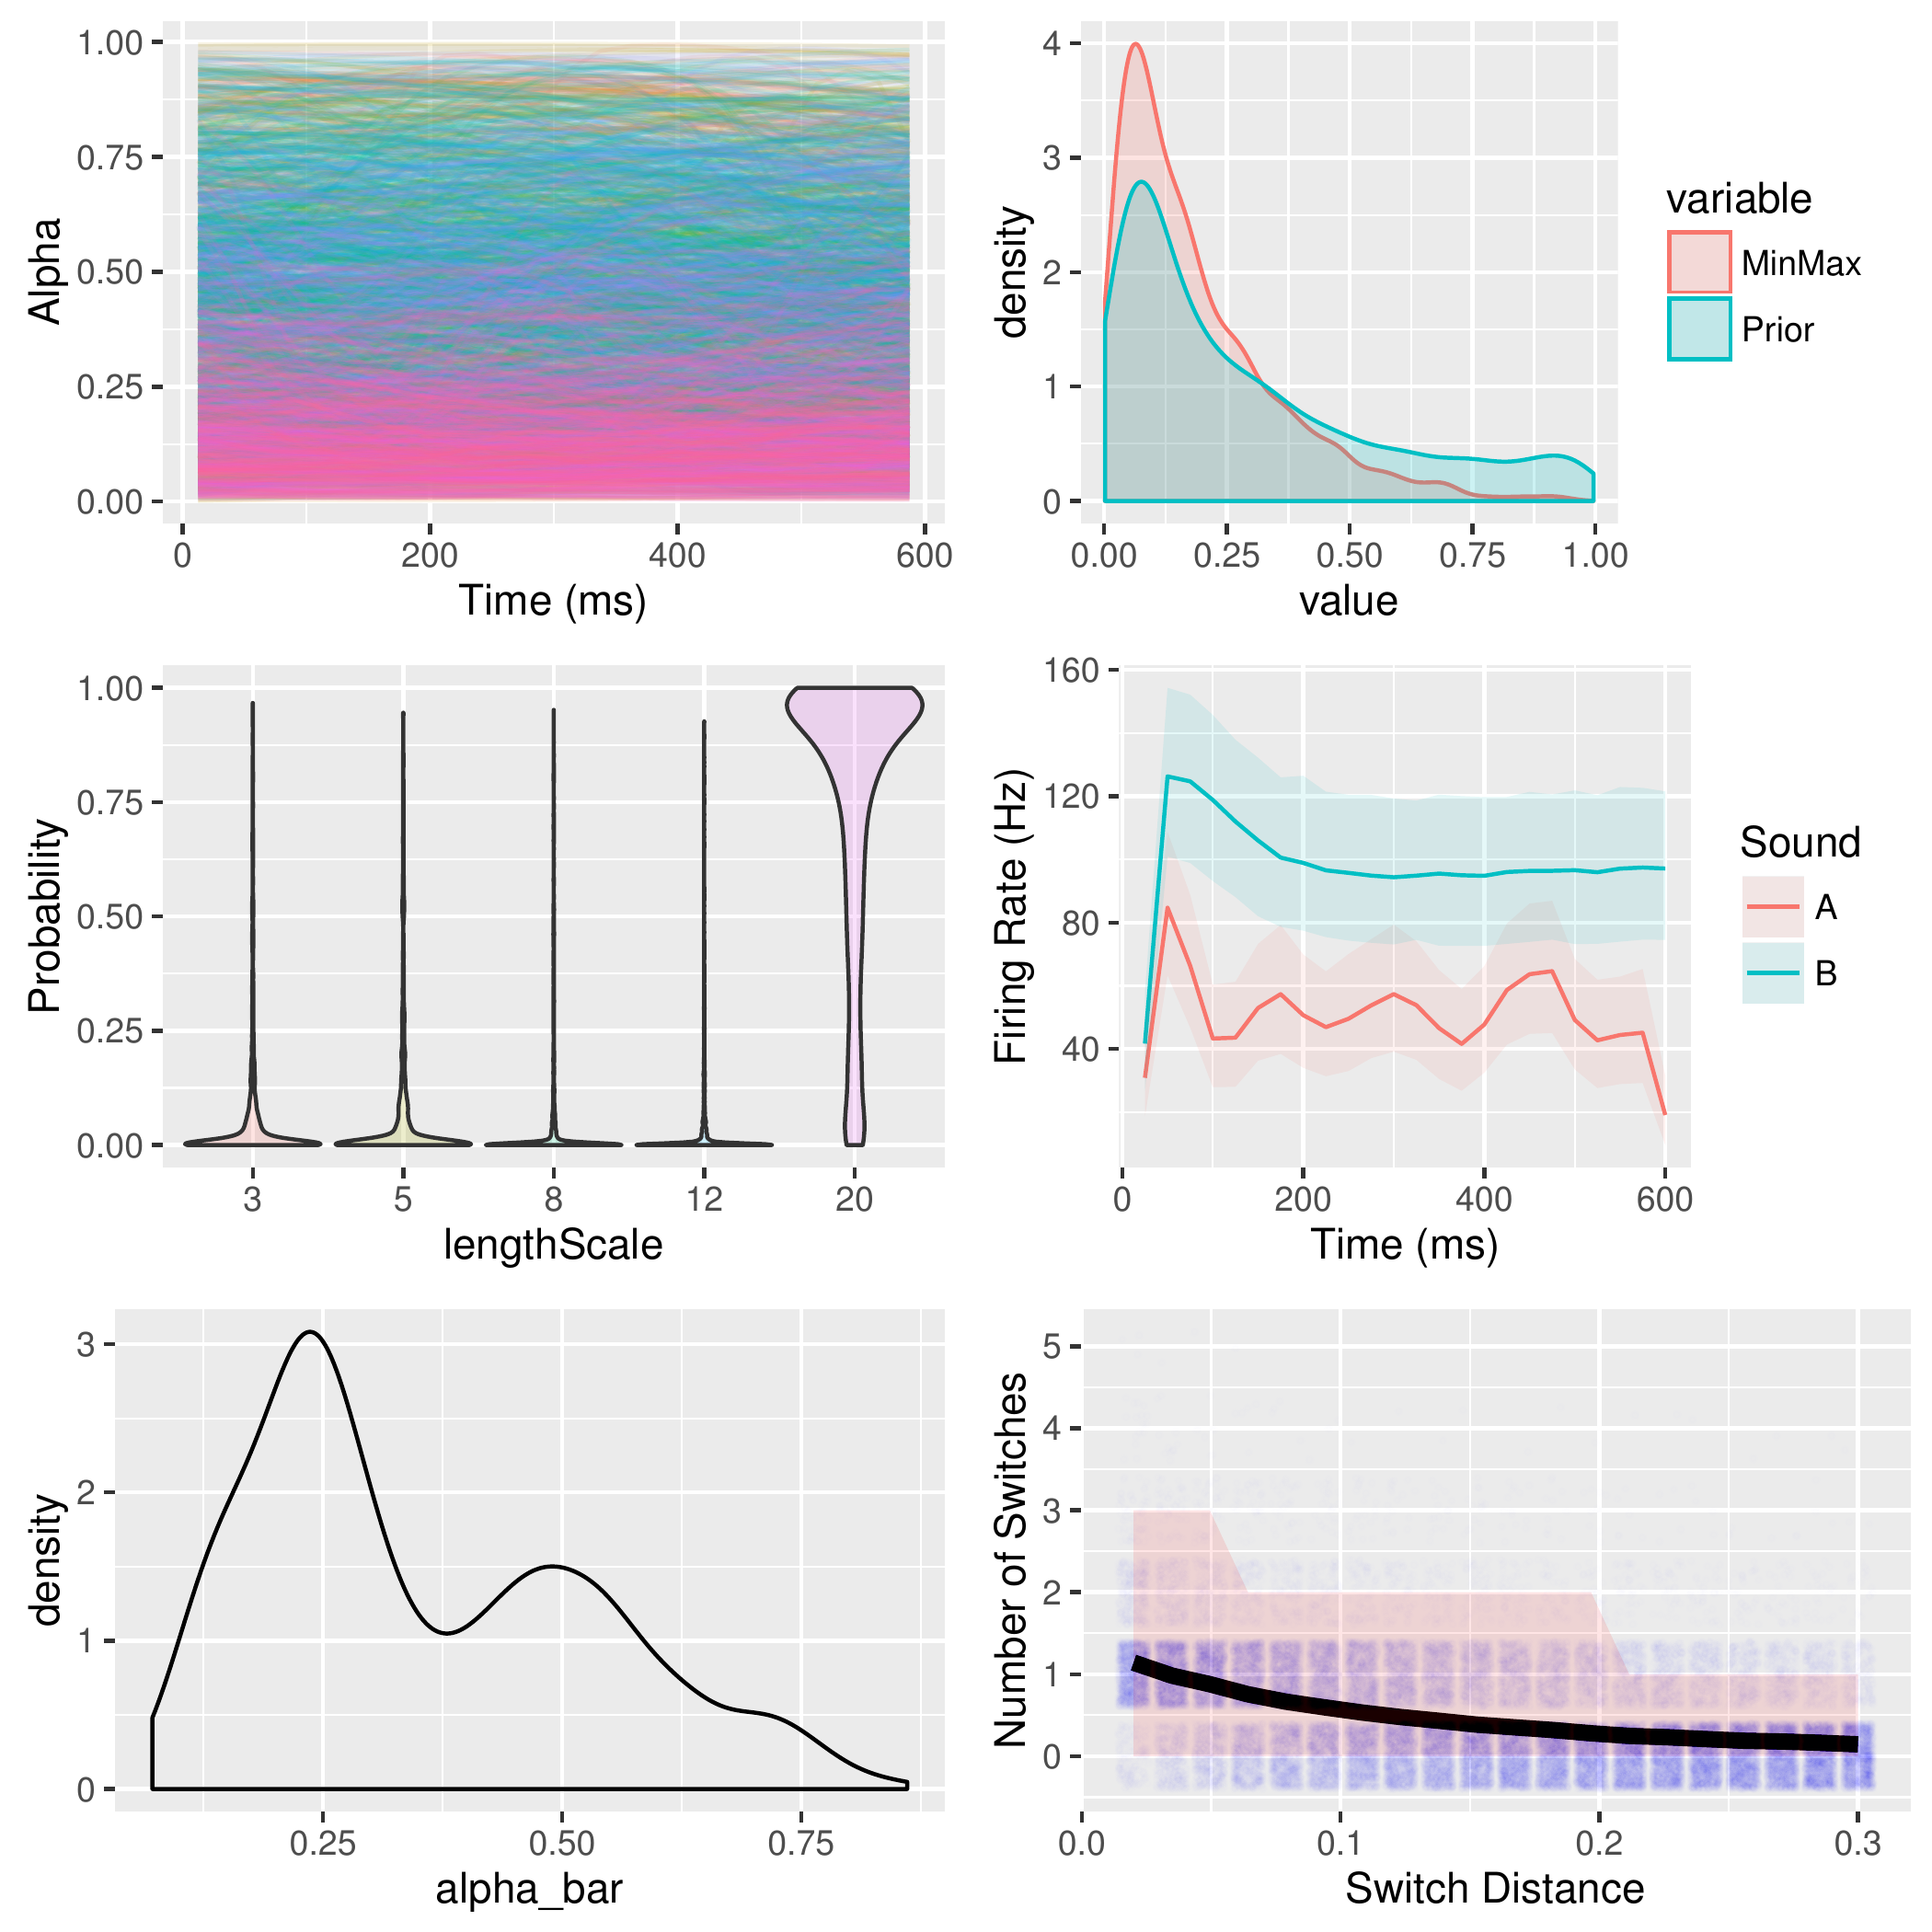 1.00
0.75
0.50
0.25
0.00
Alpha
0 200 400 600
Time (ms)
4
3
2
1
0
density
0.00 0.25 0.50 0.75 1.00
value
variable
MinMax
Prior
1.00
0.75
0.50
0.25
0.00
Probability
3 5 8 12 20
lengthScale
160
120
80
40
Firing Rate (Hz)
0 200 400 600
Time (ms)
Sound
A
B
3
2
1
0
density
0.25 0.50 0.75
alpha_bar
5
4
3
2
1
0
Number of Switches
0.0 0.1 0.2 0.3
Switch Distance